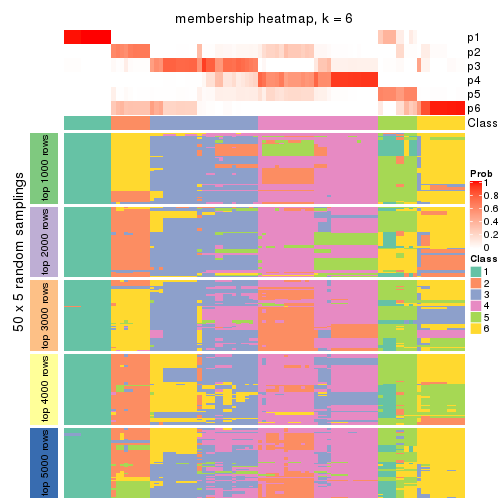 membership heatmap, k = 6
p1
p2
p3
p4
p5
p6
Class
50 x 5 random samplings
top 1000 rows
top 2000 rows
top 3000 rows
top 4000 rows
top 5000 rows
Prob
1
0.8
0.6
0.4
0.2
0
Class
1
2
3
4
5
6